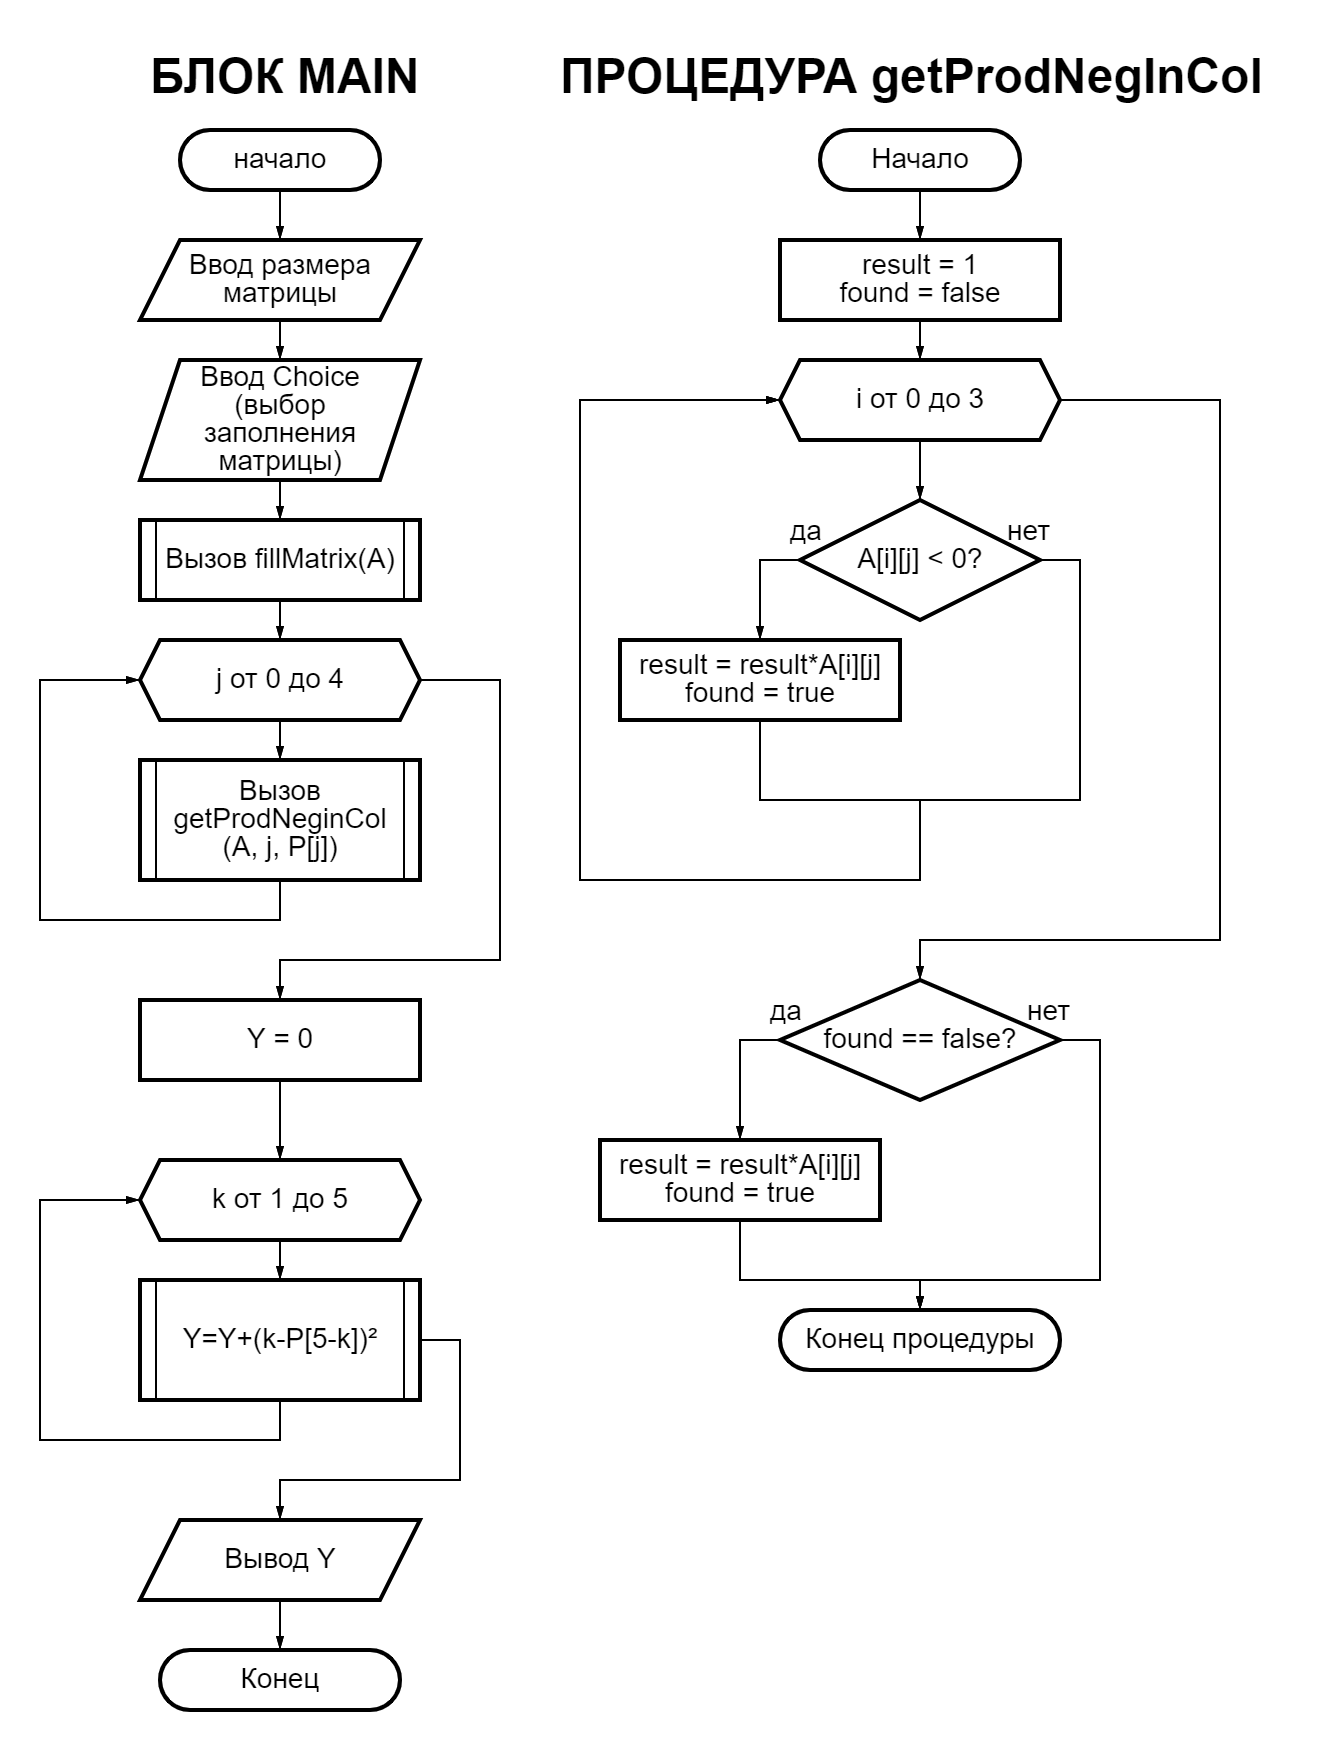 БЛОК MAIN
начало
Ввод размера
матрицы
Ввод Choice
(выбор
заполнения
матрицы)
Вызов fillMatrix(A)
j от 0 до 4
Вызов
getProdNeginCol
(A, j, P[j])
Y = 0
k от 1 до 5
Y=Y+(k-P[5-k])²
Вывод Y
Конец
ПРОЦЕДУРА getProdNegInCol
Начало
result = 1
found = false
i от 0 до 3
да
нет
A[i][j] < 0?
result = result*A[i][j]
found = true
да
нет
found == false?
result = result*A[i][j]
found = true
Конец процедуры